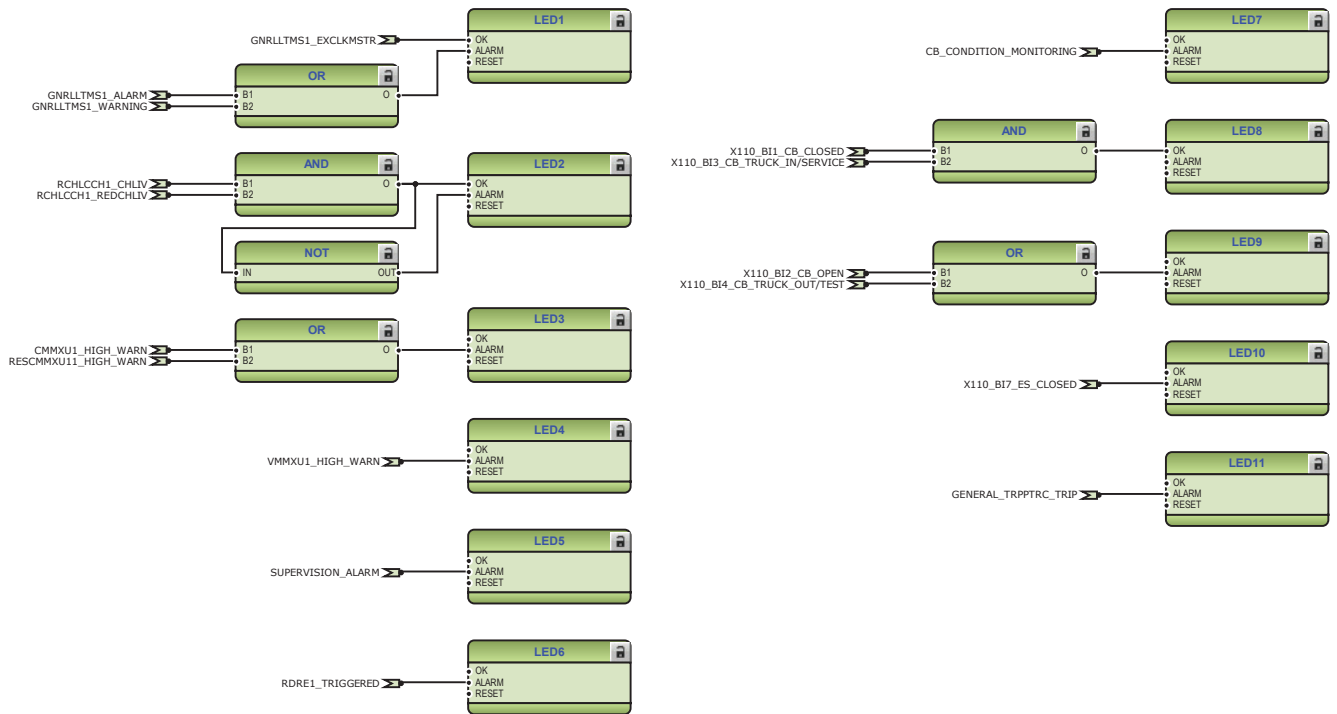 LED1
GNRLLTMS1_EXCLKMSTR
OK
ALARM
RESET
OR
GNRLLTMS1_ALARM
B1
O
GNRLLTMS1_WARNING
B2
AND
LED2
RCHLCCH1_CHLIV
B1
O
OK
RCHLCCH1_REDCHLIV
B2
ALARM
RESET
NOT
IN
OUT
OR
LED3
OK
CMMXU1_HIGH_WARN
B1
O
ALARM
RESCMMXU11_HIGH_WARN
B2
RESET
LED4
OK
VMMXU1_HIGH_WARN
ALARM
RESET
LED5
OK
SUPERVISION_ALARM
ALARM
RESET
LED6
OK
RDRE1_TRIGGERED
ALARM
RESET
LED7
OK
CB_CONDITION_MONITORING
ALARM
RESET
AND
LED8
X110_BI1_CB_CLOSED
B1
O
OK
X110_BI3_CB_TRUCK_IN/SERVICE
B2
ALARM
RESET
OR
LED9
OK
X110_BI2_CB_OPEN
B1
O
ALARM
X110_BI4_CB_TRUCK_OUT/TEST
B2
RESET
LED10
OK
X110_BI7_ES_CLOSED
ALARM
RESET
LED11
OK
GENERAL_TRPPTRC_TRIP
ALARM
RESET